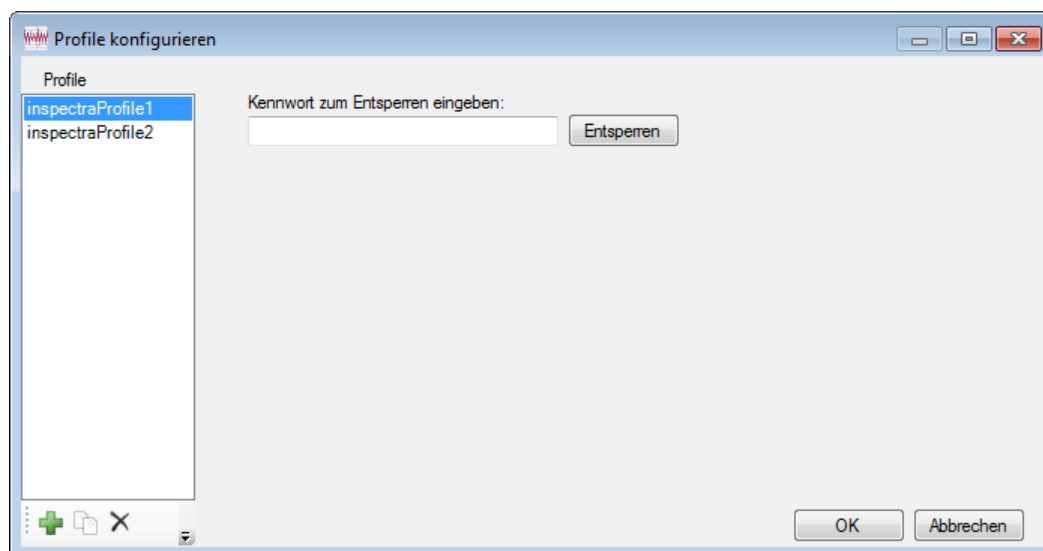 Profile konfigurieren
Profile
inspectraProfile1
inspectraProfile2
Kennwort zum Entsperren eingeben:
Entsperren
OK
Abbrechen